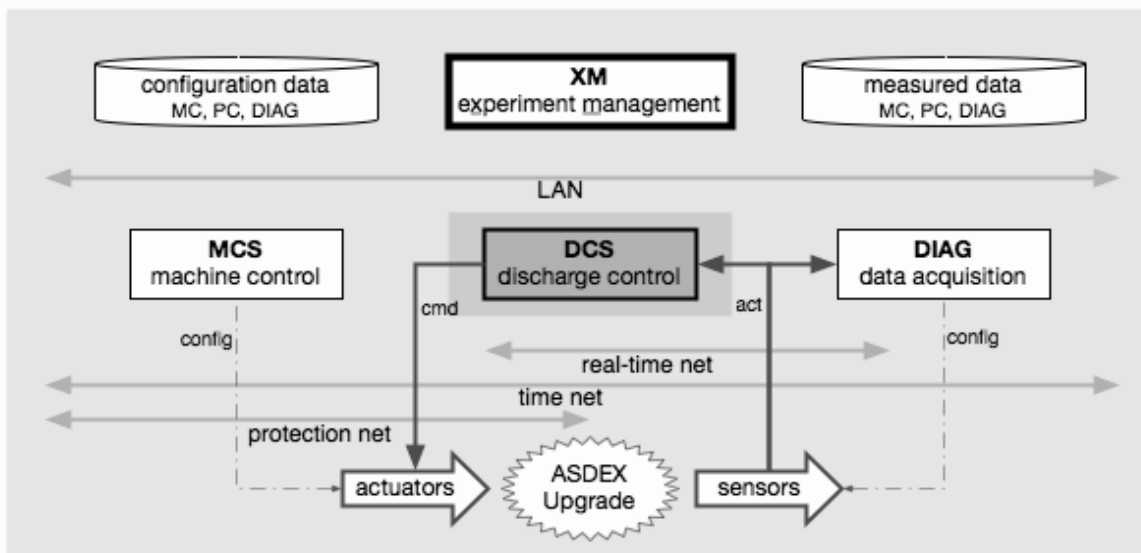 configuration data
MC, PC, DIAG
XM
experiment management
measured data
MC, PC, DIAG
LAN
MCS
machine control
DCS
discharge control
DIAG
data acquisition
cmd
act
config
config
real-time net
time net
protection net
actuators
ASDEX
Upgrade
sensors